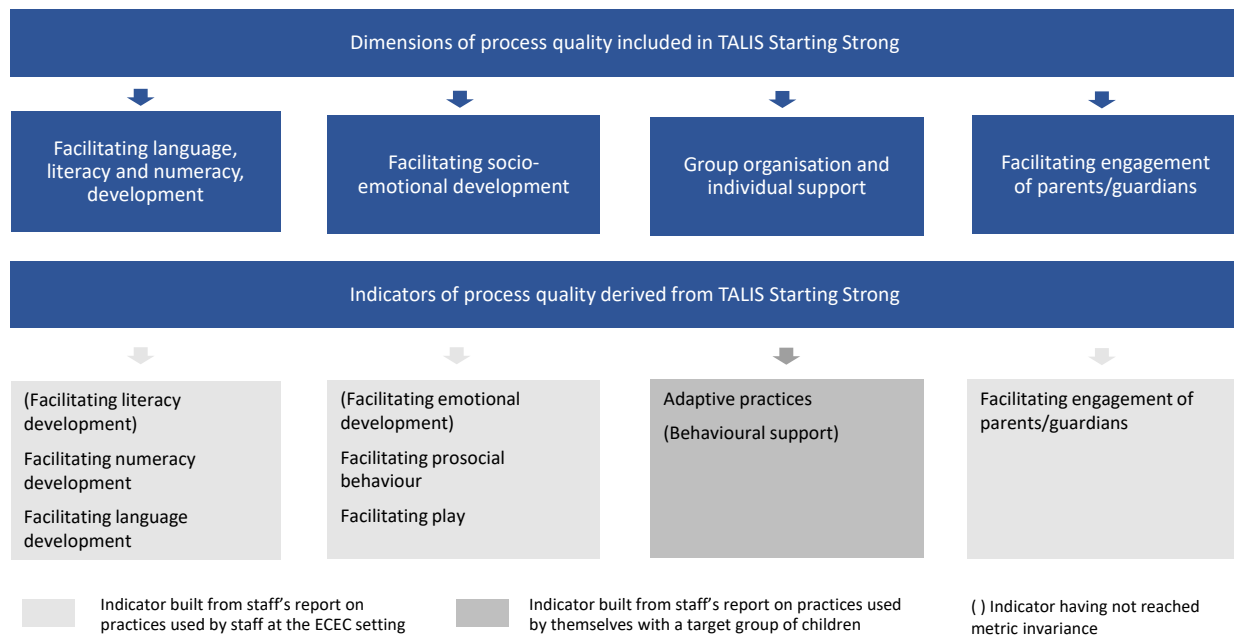 Dimensions of process quality included in TALIS Starting Strong
Facilitating language,
literacy and numeracy,
development
Facilitating socio-
emotional development
Group organisation and
individual support
Facilitating engagement
of parents/guardians
Indicators of process quality derived from TALIS Starting Strong
(Facilitating literacy
development)
Facilitating numeracy
development
Facilitating language
development
(Facilitating emotional
development)
Facilitating prosocial
behaviour
Facilitating play
Adaptive practices
(Behavioural support)
Facilitating engagement of
parents/guardians
Indicator built from staff's report on
practices used by staff at the ECEC setting
Indicator built from staff's report on practices used
by themselves with a target group of children
( ) Indicator having not reached
metric invariance